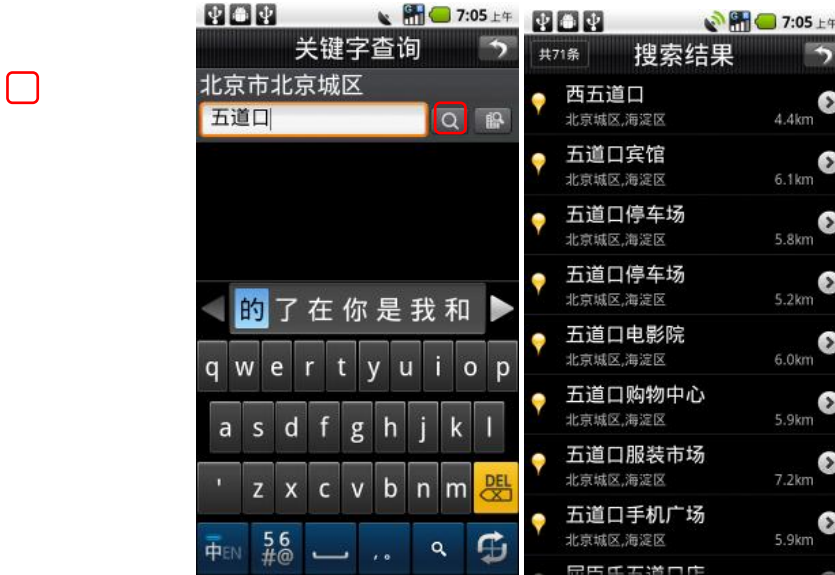 7:05 上午
关键字查询
北京市北京城区
五道口
的 了 在 你 是 我 和
q w e r t y u i o p
a s d f g h j k l
' z x c v b n m DEL
中EN 56 #@ ，。
7:05 上午
共71条 搜索结果
西五道口
北京城区,海淀区 4.4km
五道口宾馆
北京城区,海淀区 6.1km
五道口停车场
北京城区,海淀区 5.8km
五道口停车场
北京城区,海淀区 5.2km
五道口电影院
北京城区,海淀区 6.0km
五道口购物中心
北京城区,海淀区 5.9km
五道口服装市场
北京城区,海淀区 7.2km
五道口手机广场
北京城区,海淀区 5.9km
屈臣氏五道口店